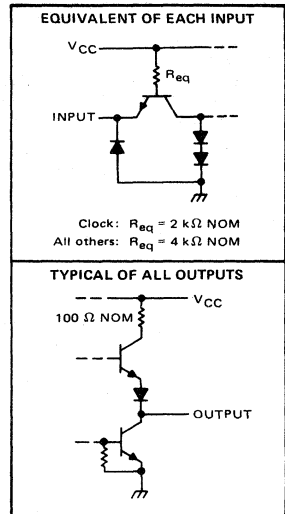 EQUIVALENT OF EACH INPUT
VCC
Req
INPUT
Clock: Req = 2 kΩ NOM
All others: Req = 4 kΩ NOM
TYPICAL OF ALL OUTPUTS
VCC
100 Ω NOM
OUTPUT